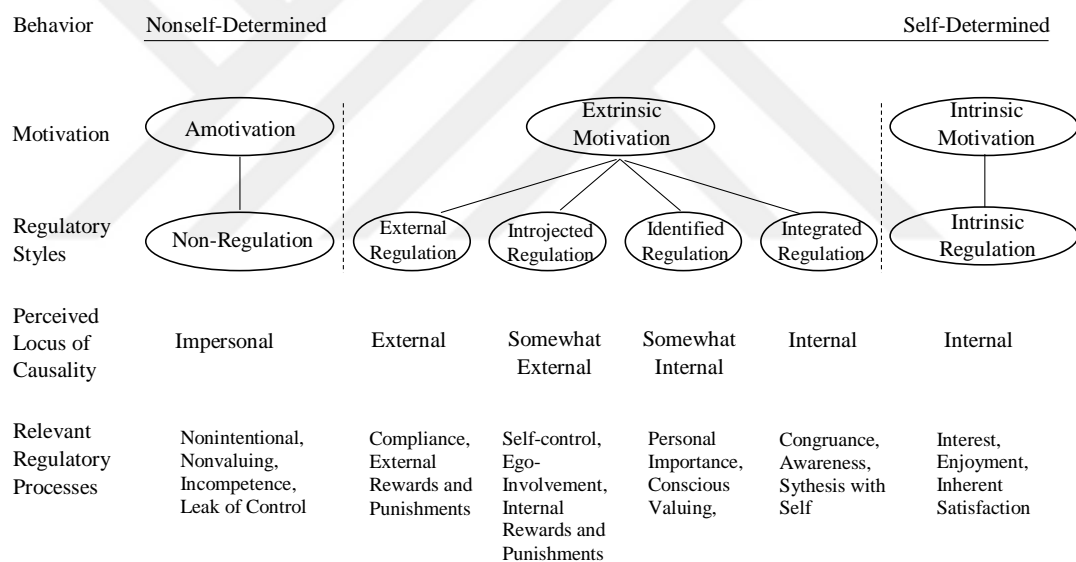 Behavior Nonself-Determined Self-Determined
Motivation
Amotivation
Extrinsic
Motivation
Intrinsic
Motivation
Regulatory
Styles
Non-Regulation
External
Regulation
Introjected
Regulation
Identified
Regulation
Integrated
Regulation
Intrinsic
Regulation
Perceived
Locus of
Causality
Impersonal
External
Somewhat
External
Somewhat
Internal
Internal
Internal
Relevant
Regulatory
Processes
Nonintentional,
Nonvaluing,
Incompetence,
Leak of Control
Compliance,
External
Rewards and
Punishments
Self-control,
Ego-
Involvement,
Internal
Rewards and
Punishments
Personal
Importance,
Conscious
Valuing,
Congruance,
Awareness,
Sythesis with
Self
Interest,
Enjoyment,
Inherent
Satisfaction